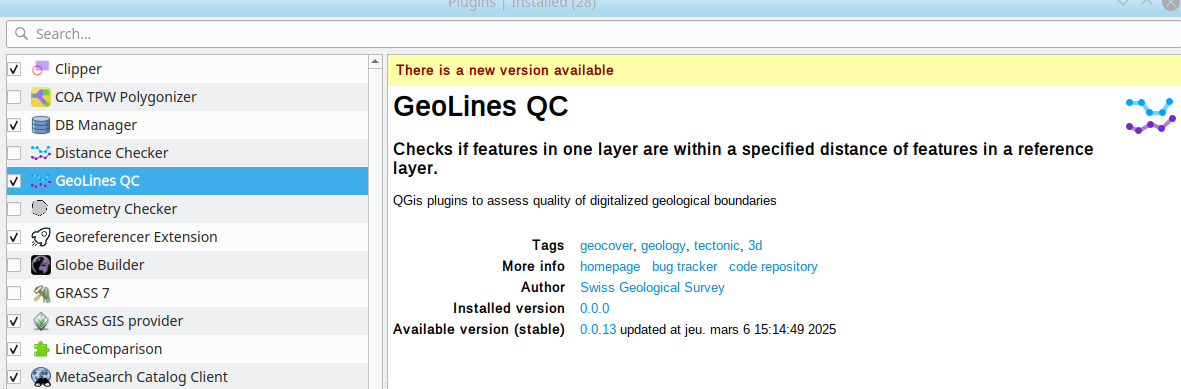 Plugins | Installed (28)
Search...
Clipper
COA TPW Polygonizer
DB Manager
Distance Checker
GeoLines QC
Geometry Checker
Georeferencer Extension
Globe Builder
GRASS 7
GRASS GIS provider
LineComparison
MetaSearch Catalog Client
There is a new version available
GeoLines QC
Checks if features in one layer are within a specified distance of features in a reference
layer.
QGis plugins to assess quality of digitalized geological boundaries
Tags geocover, geology, tectonic, 3d
More info homepage bug tracker code repository
Author Swiss Geological Survey
Installed version 0.0.0
Available version (stable) 0.0.13 updated at jeu. mars 6 15:14:49 2025